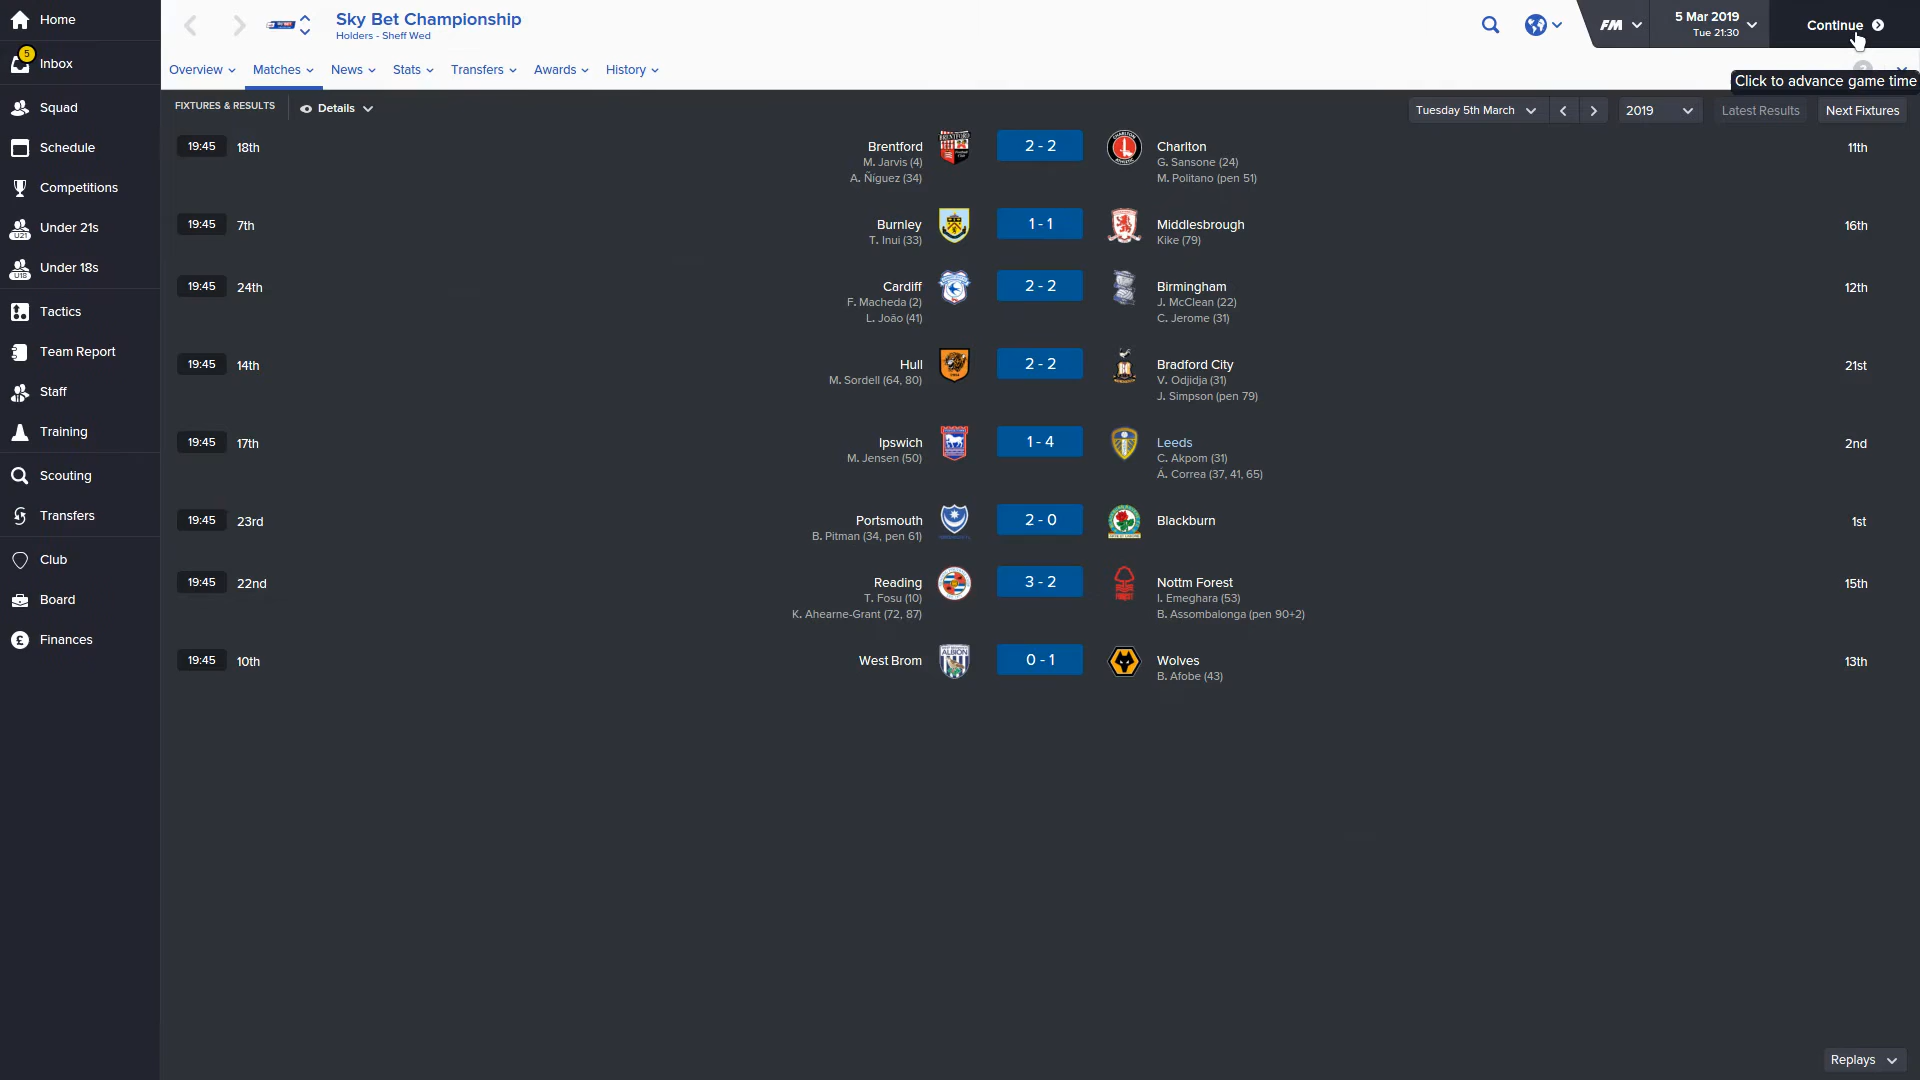 Home
5
Inbox
Squad
Schedule
Competitions
U21
Under 21s
U18
Under 18s
Tactics
Team Report
Staff
Training
Scouting
Transfers
Club
Board
Finances
Sky Bet Championship
Holders - Sheff Wed
FM
5 Mar 2019
Tue 21:30
Continue
Overview Matches News Stats Transfers Awards History
Click to advance game time
FIXTURES & RESULTS Details
Tuesday 5th March 2019 Latest Results Next Fixtures
19:45 18th Brentford 2 - 2 Charlton 11th
M. Jarvis (4) G. Sansone (24)
A. Ñíguez (34) M. Politano (pen 51)
19:45 7th Burnley 1 - 1 Middlesbrough 16th
T. Inui (33) Kike (79)
19:45 24th Cardiff 2 - 2 Birmingham 12th
F. Macheda (2) J. McClean (22)
L. João (41) C. Jerome (31)
19:45 14th Hull 2 - 2 Bradford City 21st
M. Sordell (64, 80) V. Odjidja (31)
J. Simpson (pen 79)
19:45 17th Ipswich 1 - 4 Leeds 2nd
M. Jensen (50) C. Akpom (31)
Á. Correa (37, 41, 65)
19:45 23rd Portsmouth 2 - 0 Blackburn 1st
B. Pitman (34, pen 61)
19:45 22nd Reading 3 - 2 Nottm Forest 15th
T. Fosu (10) I. Emeghara (53)
K. Ahearne-Grant (72, 87) B. Assombalonga (pen 90+2)
19:45 10th West Brom 0 - 1 Wolves 13th
B. Afobe (43)
Replays